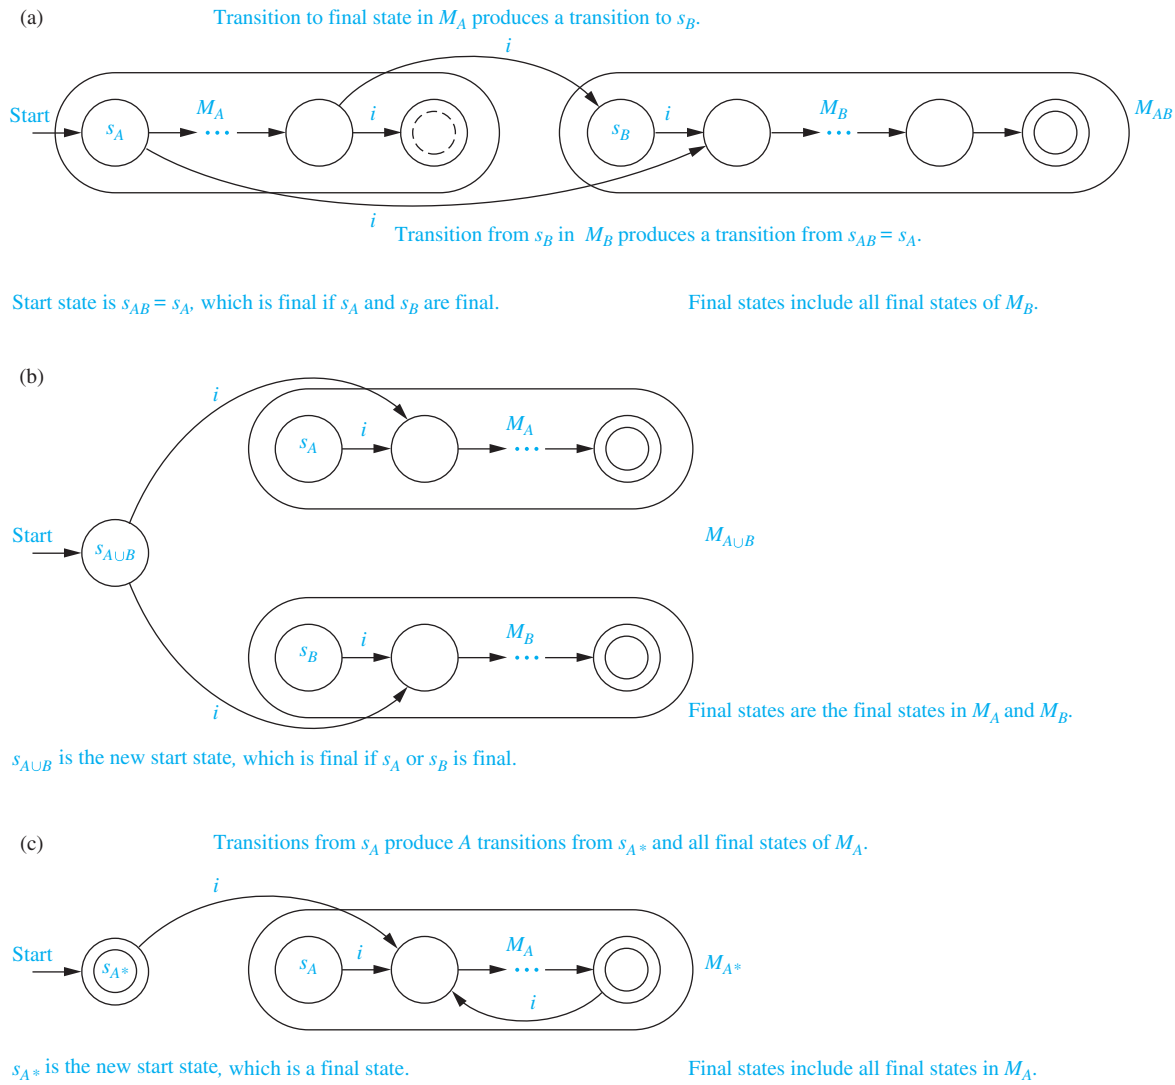 (a)
Transition to final state in M_A produces a transition to s_B.
i
Start
s_A
M_A
...
i
s_B
i
M_B
...
M_AB
i
Transition from s_B in M_B produces a transition from s_AB = s_A.
Start state is s_AB = s_A, which is final if s_A and s_B are final.
Final states include all final states of M_B.
(b)
i
s_A
i
M_A
...
Start
s_A∪B
M_A∪B
s_B
i
M_B
...
i
Final states are the final states in M_A and M_B.
s_A∪B is the new start state, which is final if s_A or s_B is final.
(c)
Transitions from s_A produce A transitions from s_A* and all final states of M_A.
i
Start
s_A*
s_A
i
M_A
...
M_A*
i
s_A* is the new start state, which is a final state.
Final states include all final states in M_A.